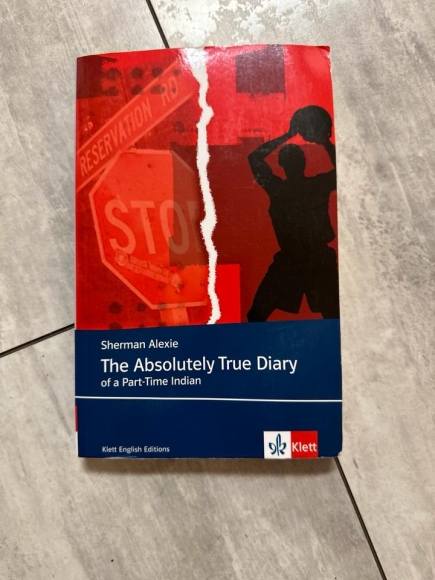 RESERVATION RD
STOP
Sherman Alexie
The Absolutely True Diary
of a Part-Time Indian
Klett English Editions
Klett